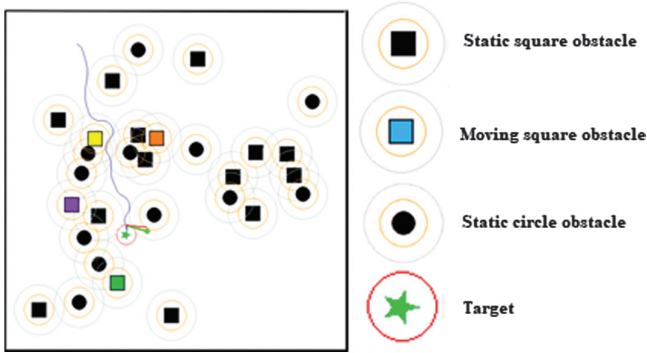 Static square obstacle
Moving square obstacle
Static circle obstacle
Target